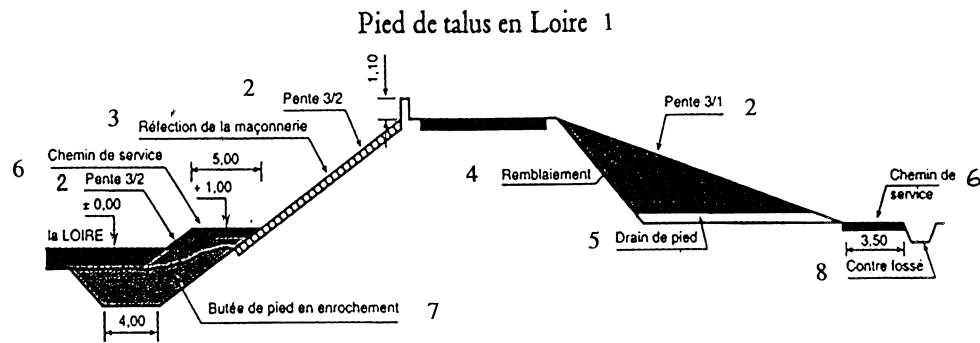 Pied de talus en Loire 1
1,10
2 Pente 3/2
Pente 3/1 2
3 Réfection de la maçonnerie
6 Chemin de service
5,00
4 Remblaiement
Chemin de service 6
2 Pente 3/2
± 0,00
+ 1,00
la LOIRE
5 Drain de pied
3,50
8 Contre fossé
Butée de pied en enrochement 7
4,00